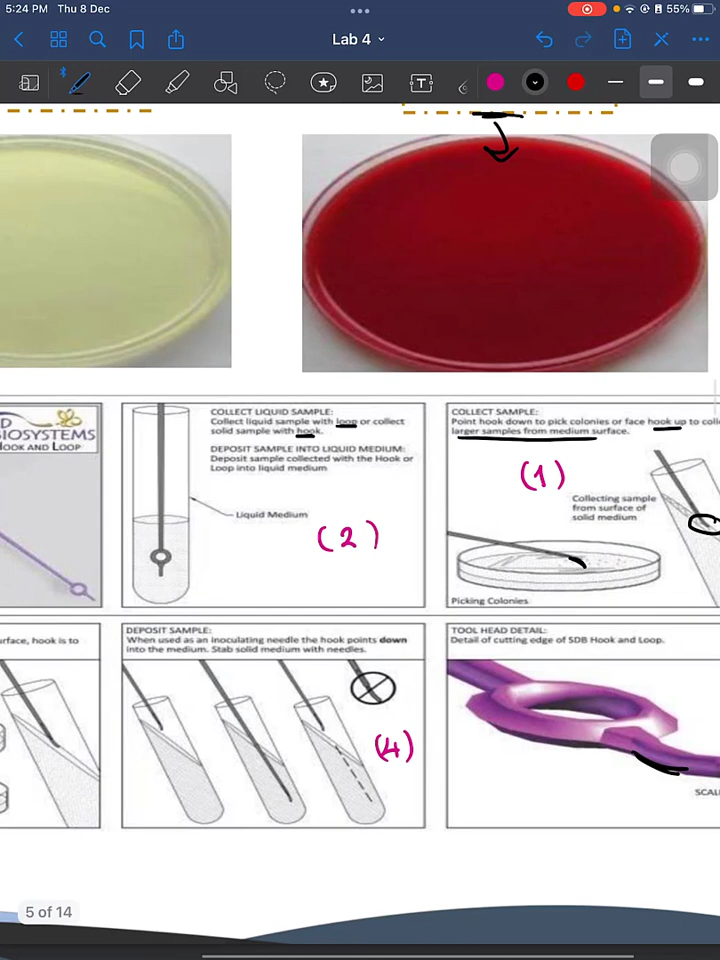 5:24 PM Thu 8 Dec
55%
Lab 4
T
BIOSYSTEMS
HOOK AND LOOP
COLLECT LIQUID SAMPLE:
Collect liquid sample with loop or collect
solid sample with hook.
DEPOSIT SAMPLE INTO LIQUID MEDIUM:
Deposit sample collected with the Hook or
Loop into liquid medium
Liquid Medium
(2)
COLLECT SAMPLE:
Point hook down to pick colonies or face hook up to
larger samples from medium surface.
(1)
Collecting sample
from surface of
solid medium
Picking Colonies
hook is to
DEPOSIT SAMPLE:
When used as an inoculating needle the hook points down
into the medium. Stab solid medium with needles.
(4)
TOOL HEAD DETAIL:
Detail of cutting edge of SDB Hook and Loop.
5 of 14